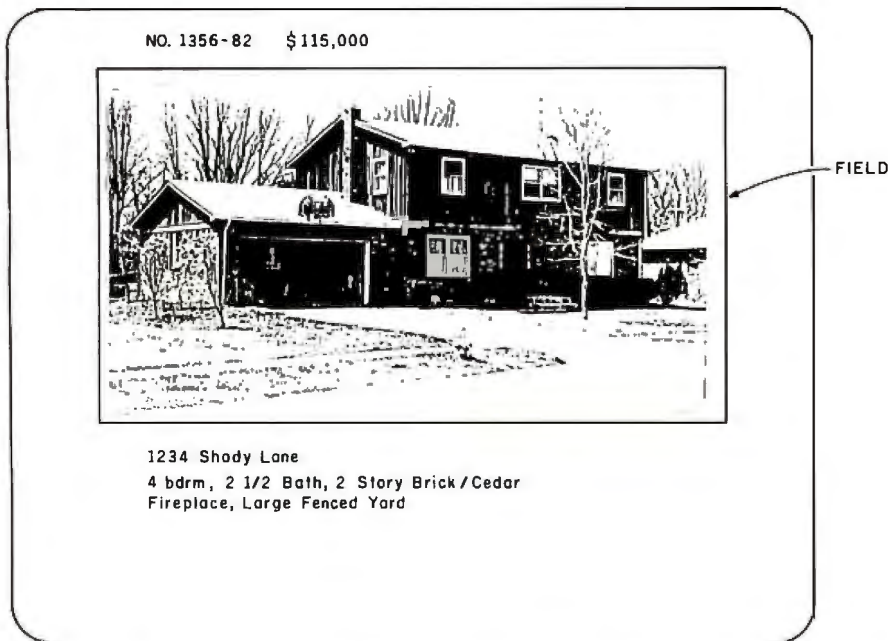 NO. 1356-82 $115,000
FIELD
1234 Shady Lane
4 bdrm, 2 1/2 Bath, 2 Story Brick/Cedar
Fireplace, Large Fenced Yard